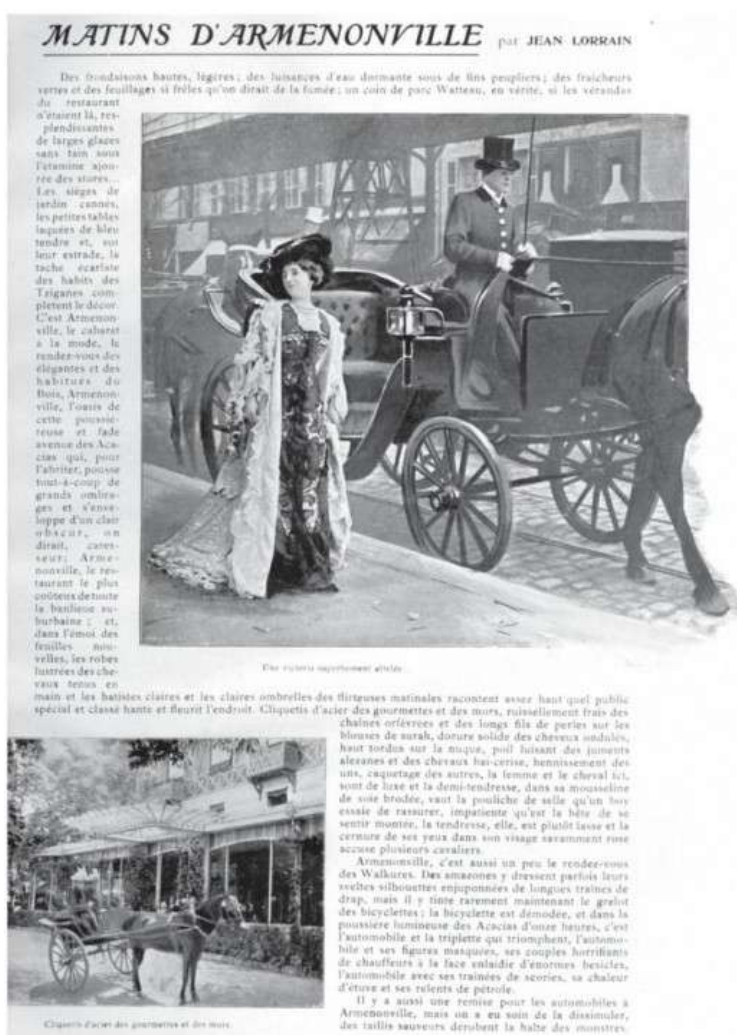 MATINS D'ARMENONVILLE par JEAN LORRAIN
Des frondaisons hautes, légères; des luisances d'eau dormante sous de fins peupliers; des fraîcheurs
vertes et des feuillages si frêles qu'on dirait de la fumée; un coin de parc Watteau, en vérité, si les vérandas
du restaurant
n'étaient là, res-
plendissantes
de larges glaces
sans tain sous
l'étamine ajou-
rée des stores...
Les sièges de
jardin cannés,
les petites tables
laquées de bleu
tendre et, sur
leur estrade, la
tache écarlate
des habits des
Tziganes com-
plètent le décor.
C'est Armenon-
ville, le cabaret
à la mode, le
rendez-vous des
élégantes et des
habitués du
Bois, Armenon-
ville, l'oasis de
cette poussié-
reuse et fade
avenue des Aca-
cias qui, pour
l'abriter, pousse
tout-à-coup de
grands ombra-
ges et s'enve-
loppe d'un clair
obscur, on
dirait, cares-
seur; Arme-
nonville, le res-
taurant le plus
coûteux de toute
la banlieue su-
burbaine; et,
dans l'émoi des
feuilles nou-
velles, les robes
lustrées des che-
vaux tenus en
main et les batistes claires et les claires ombrelles des flirteuses matinales racontent assez haut quel public
spécial et classé hante et fleurit l'endroit. Cliquetis d'acier des gourmettes et des mors, ruissellement frais des
chaînes orfévrées et des longs fils de perles sur les
blouses de surah, dorure solide des cheveux ondulés,
haut tordus sur la nuque, poil luisant des juments
alezanes et des chevaux bai-cerise, hennissement des
uns, caquetage des autres, la femme et le cheval ici,
sont de luxe et la demi-tendresse, dans sa mousseline
de soie brodée, vaut la pouliche de salle qu'un boy
essaie de rassurer, impatiente qu'est la bête de se
sentir montée, la tendresse, elle, est plutôt lasse et la
cernure de ses yeux dans son visage savamment rose
accuse plusieurs cavaliers.
Armenonville, c'est aussi un peu le rendez-vous
des Walkures. Des amazones y dressent parfois leurs
sveltes silhouettes enjuponnées de longues traînes de
drap, mais il y tinte rarement maintenant le grelot
des bicyclettes; la bicyclette est démodée, et dans la
poussière lumineuse des Acacias d'onze heures, c'est
l'automobile et la triplette qui triomphent, l'automo-
bile et ses figures masquées, ses couples horrifiants
de chauffeurs à la face enlaidie d'énormes besicles,
l'automobile avec ses traînées de scories, sa chaleur
d'étuve et ses relents de pétrole.
Il y a aussi une remise pour les automobiles à
Armenonville, mais on a eu soin de la dissimuler,
des taillis sauveurs dérobent la halte des monstres.
Une victoria superbement attelée
Cliquetis d'acier des gourmettes et des mors.